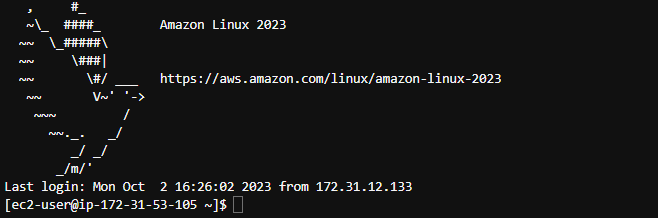 ,     #_
   ~\_  ####_        Amazon Linux 2023
  ~~  \_#####\
  ~~     \###|
  ~~       \#/ ___   https://aws.amazon.com/linux/amazon-linux-2023
   ~~       V~' '->
    ~~~         /
      ~~._.   _/
         _/ _/
       _/m/'
Last login: Mon Oct  2 16:26:02 2023 from 172.31.12.133
[ec2-user@ip-172-31-53-105 ~]$